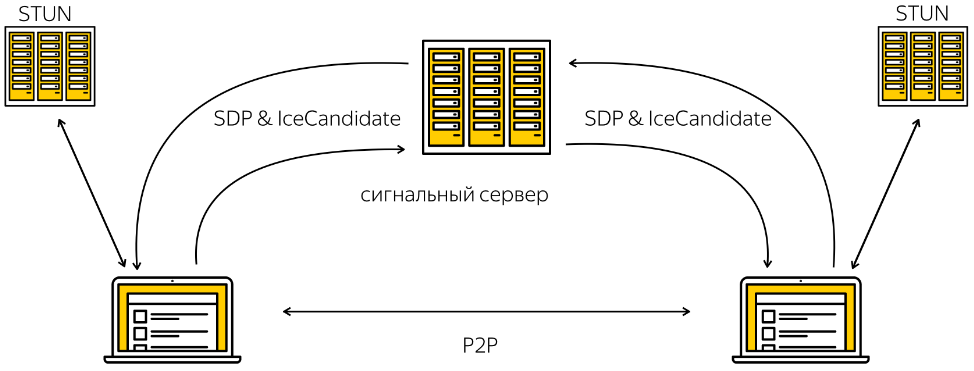 STUN
STUN
SDP & IceCandidate
SDP & IceCandidate
сигнальный сервер
P2P